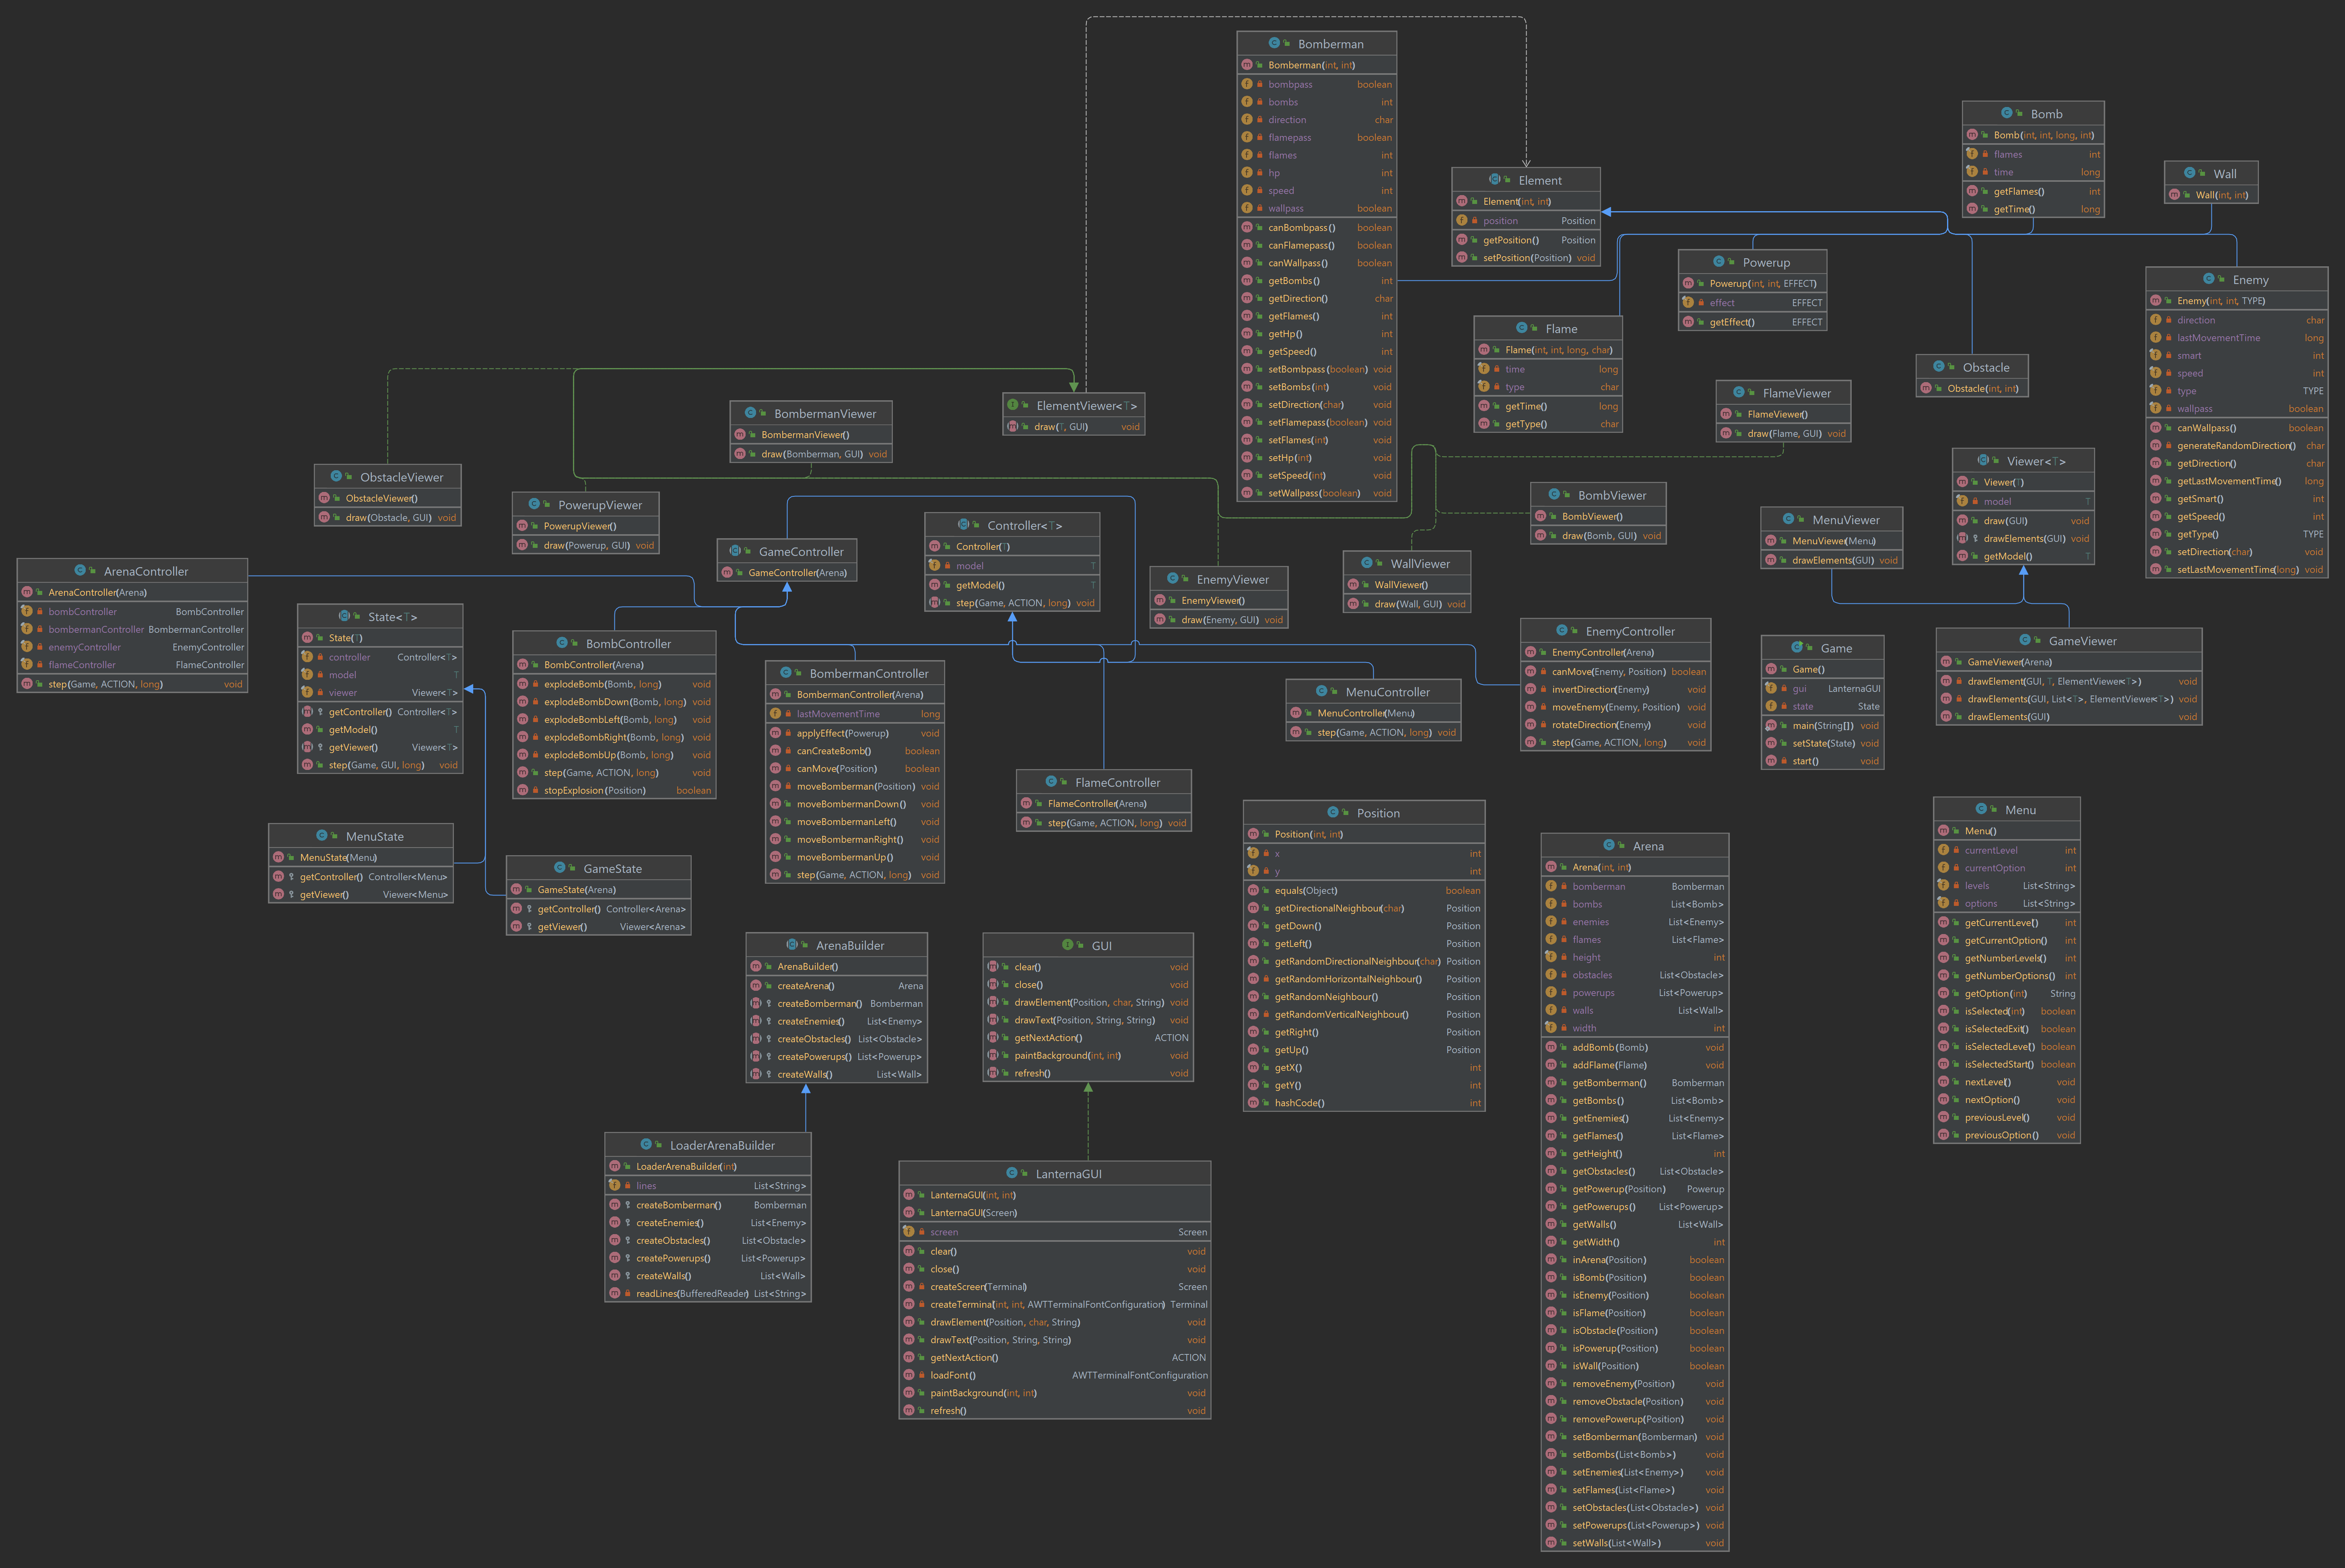 Bomberman
Bomberman(int, int)
bombpass boolean
bombs int
direction char
flamepass boolean
flames int
hp int
speed int
wallpass boolean
canBombpass() boolean
canFlamepass() boolean
canWallpass() boolean
getBombs() int
getDirection() char
getFlames() int
getHp() int
getSpeed() int
setBombpass(boolean) void
setBombs(int) void
setDirection(char) void
setFlamepass(boolean) void
setFlames(int) void
setHp(int) void
setSpeed(int) void
setWallpass(boolean) void
Bomb
Bomb(int, int, long, int)
flames int
time long
getFlames() int
getTime() long
Wall
Wall(int, int)
Element
Element(int, int)
position Position
getPosition() Position
setPosition(Position) void
Powerup
Powerup(int, int, EFFECT)
effect EFFECT
getEffect() EFFECT
Enemy
Enemy(int, int, TYPE)
direction char
lastMovementTime long
smart int
speed int
type TYPE
wallpass boolean
canWallpass() boolean
generateRandomDirection() char
getDirection() char
getLastMovementTime() long
getSmart() int
getSpeed() int
getType() TYPE
setDirection(char) void
setLastMovementTime(long) void
Flame
Flame(int, int, long, char)
time long
type char
getTime() long
getType() char
Obstacle
Obstacle(int, int)
FlameViewer
FlameViewer()
draw(Flame, GUI) void
ElementViewer<T>
draw(T, GUI) void
BombermanViewer
BombermanViewer()
draw(Bomberman, GUI) void
ObstacleViewer
ObstacleViewer()
draw(Obstacle, GUI) void
PowerupViewer
PowerupViewer()
draw(Powerup, GUI) void
Viewer<T>
Viewer(T)
model T
draw(GUI) void
drawElements(GUI) void
getModel() T
BombViewer
BombViewer()
draw(Bomb, GUI) void
MenuViewer
MenuViewer(Menu)
drawElements(GUI) void
Controller<T>
Controller(T)
model T
getModel() T
step(Game, ACTION, long) void
GameController
GameController(Arena)
WallViewer
WallViewer()
draw(Wall, GUI) void
EnemyViewer
EnemyViewer()
draw(Enemy, GUI) void
ArenaController
ArenaController(Arena)
bombController BombController
bombermanController BombermanController
enemyController EnemyController
flameController FlameController
step(Game, ACTION, long) void
State<T>
State(T)
controller Controller<T>
model T
viewer Viewer<T>
getController() Controller<T>
getModel() T
getViewer() Viewer<T>
step(Game, GUI, long) void
BombController
BombController(Arena)
explodeBomb(Bomb, long) void
explodeBombDown(Bomb, long) void
explodeBombLeft(Bomb, long) void
explodeBombRight(Bomb, long) void
explodeBombUp(Bomb, long) void
step(Game, ACTION, long) void
stopExplosion(Position) boolean
BombermanController
BombermanController(Arena)
lastMovementTime long
applyEffect(Powerup) void
canCreateBomb() boolean
canMove(Position) boolean
moveBomberman(Position) void
moveBombermanDown() void
moveBombermanLeft() void
moveBombermanRight() void
moveBombermanUp() void
step(Game, ACTION, long) void
EnemyController
EnemyController(Arena)
canMove(Enemy, Position) boolean
invertDirection(Enemy) void
moveEnemy(Enemy, Position) void
rotateDirection(Enemy) void
step(Game, ACTION, long) void
Game
Game()
gui LanternaGUI
state State
main(String[]) void
setState(State) void
start() void
GameViewer
GameViewer(Arena)
drawElement(GUI, T, ElementViewer<T>) void
drawElements(GUI, List<T>, ElementViewer<T>) void
drawElements(GUI) void
MenuController
MenuController(Menu)
step(Game, ACTION, long) void
FlameController
FlameController(Arena)
step(Game, ACTION, long) void
MenuState
MenuState(Menu)
getController() Controller<Menu>
getViewer() Viewer<Menu>
GameState
GameState(Arena)
getController() Controller<Arena>
getViewer() Viewer<Arena>
Position
Position(int, int)
x int
y int
equals(Object) boolean
getDirectionalNeighbour(char) Position
getDown() Position
getLeft() Position
getRandomDirectionalNeighbour(char) Position
getRandomHorizontalNeighbour() Position
getRandomNeighbour() Position
getRandomVerticalNeighbour() Position
getRight() Position
getUp() Position
getX() int
getY() int
hashCode() int
Arena
Arena(int, int)
bomberman Bomberman
bombs List<Bomb>
enemies List<Enemy>
flames List<Flame>
height int
obstacles List<Obstacle>
powerups List<Powerup>
walls List<Wall>
width int
addBomb(Bomb) void
addFlame(Flame) void
getBomberman() Bomberman
getBombs() List<Bomb>
getEnemies() List<Enemy>
getFlames() List<Flame>
getHeight() int
getObstacles() List<Obstacle>
getPowerup(Position) Powerup
getPowerups() List<Powerup>
getWalls() List<Wall>
getWidth() int
inArena(Position) boolean
isBomb(Position) boolean
isEnemy(Position) boolean
isFlame(Position) boolean
isObstacle(Position) boolean
isPowerup(Position) boolean
isWall(Position) boolean
removeEnemy(Position) void
removeObstacle(Position) void
removePowerup(Position) void
setBomberman(Bomberman) void
setBombs(List<Bomb>) void
setEnemies(List<Enemy>) void
setFlames(List<Flame>) void
setObstacles(List<Obstacle>) void
setPowerups(List<Powerup>) void
setWalls(List<Wall>) void
Menu
Menu()
currentLevel int
currentOption int
levels List<String>
options List<String>
getCurrentLevel() int
getCurrentOption() int
getNumberLevels() int
getNumberOptions() int
getOption(int) String
isSelected(int) boolean
isSelectedExit() boolean
isSelectedLevel() boolean
isSelectedStart() boolean
nextLevel() void
nextOption() void
previousLevel() void
previousOption() void
ArenaBuilder
ArenaBuilder()
createArena() Arena
createBomberman() Bomberman
createEnemies() List<Enemy>
createObstacles() List<Obstacle>
createPowerups() List<Powerup>
createWalls() List<Wall>
GUI
clear() void
close() void
drawElement(Position, char, String) void
drawText(Position, String, String) void
getNextAction() ACTION
paintBackground(int, int) void
refresh() void
LoaderArenaBuilder
LoaderArenaBuilder(int)
lines List<String>
createBomberman() Bomberman
createEnemies() List<Enemy>
createObstacles() List<Obstacle>
createPowerups() List<Powerup>
createWalls() List<Wall>
readLines(BufferedReader) List<String>
LanternaGUI
LanternaGUI(int, int)
LanternaGUI(Screen)
screen Screen
clear() void
close() void
createScreen(Terminal) Screen
createTerminal(int, int, AWTTerminalFontConfiguration) Terminal
drawElement(Position, char, String) void
drawText(Position, String, String) void
getNextAction() ACTION
loadFont() AWTTerminalFontConfiguration
paintBackground(int, int) void
refresh() void